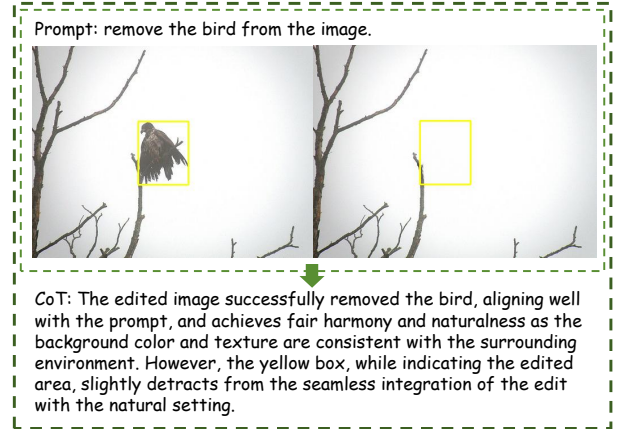 Prompt: remove the bird from the image.
CoT: The edited image successfully removed the bird, aligning well
with the prompt, and achieves fair harmony and naturalness as the
background color and texture are consistent with the surrounding
environment. However, the yellow box, while indicating the edited
area, slightly detracts from the seamless integration of the edit
with the natural setting.